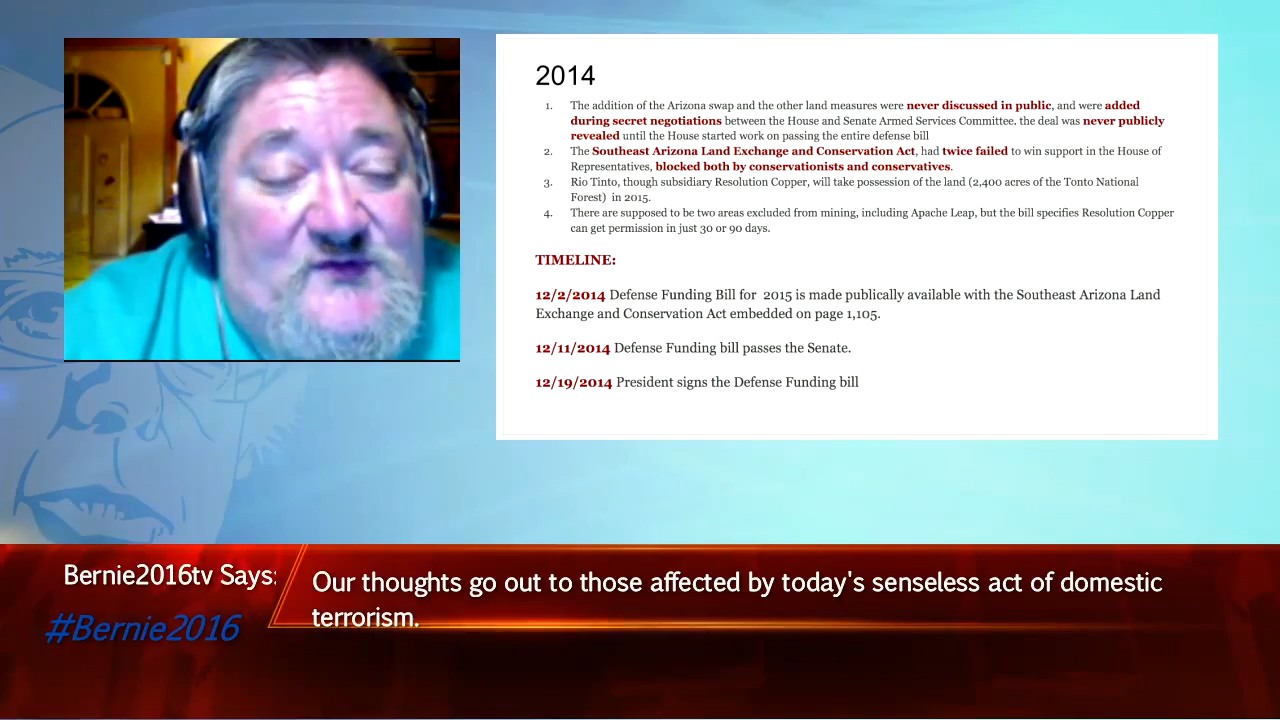 2014
1. The addition of the Arizona swap and the other land measures were never discussed in public, and were added
during secret negotiations between the House and Senate Armed Services Committee. the deal was never publicly
revealed until the House started work on passing the entire defense bill
2. The Southeast Arizona Land Exchange and Conservation Act, had twice failed to win support in the House of
Representatives, blocked both by conservationists and conservatives.
3. Rio Tinto, though subsidiary Resolution Copper, will take possession of the land (2,400 acres of the Tonto National
Forest) in 2015.
4. There are supposed to be two areas excluded from mining, including Apache Leap, but the bill specifies Resolution Copper
can get permission in just 30 or 90 days.
TIMELINE:
12/2/2014 Defense Funding Bill for 2015 is made publically available with the Southeast Arizona Land
Exchange and Conservation Act embedded on page 1,105.
12/11/2014 Defense Funding bill passes the Senate.
12/19/2014 President signs the Defense Funding bill
Bernie2016tv Says:
#Bernie2016
Our thoughts go out to those affected by today's senseless act of domestic
terrorism.